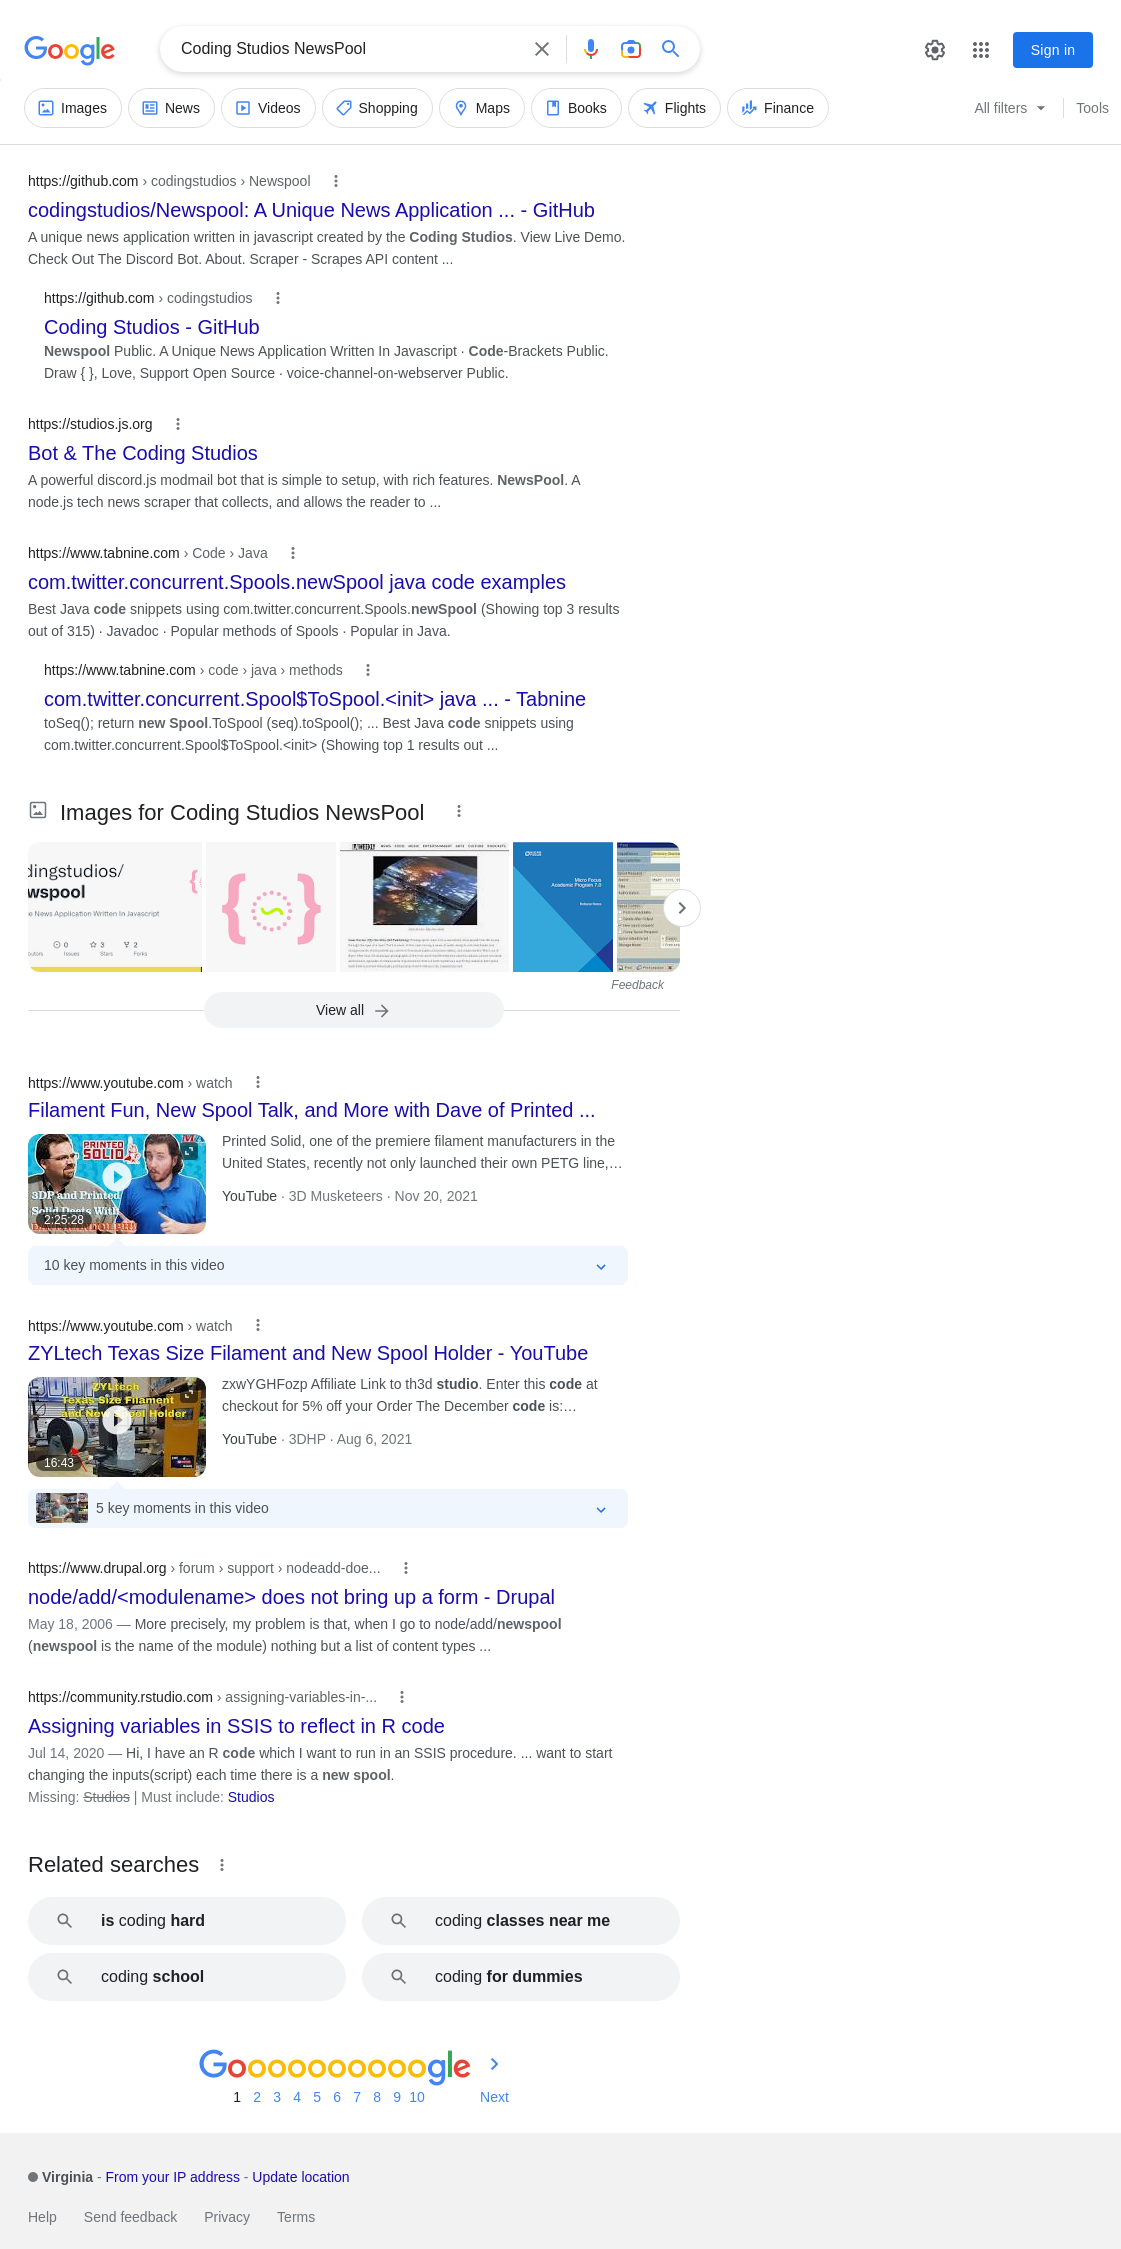 Google
Coding Studios NewsPool
Sign in
Images
News
Videos
Shopping
Maps
Books
Flights
Finance
All filters
Tools
https://github.com › codingstudios › Newspool
codingstudios/Newspool: A Unique News Application ... - GitHub
A unique news application written in javascript created by the Coding Studios. View Live Demo.
Check Out The Discord Bot. About. Scraper - Scrapes API content ...
https://github.com › codingstudios
Coding Studios - GitHub
Newspool Public. A Unique News Application Written In Javascript · Code-Brackets Public.
Draw { }, Love, Support Open Source · voice-channel-on-webserver Public.
https://studios.js.org
Bot & The Coding Studios
A powerful discord.js modmail bot that is simple to setup, with rich features. NewsPool. A
node.js tech news scraper that collects, and allows the reader to ...
https://www.tabnine.com › Code › Java
com.twitter.concurrent.Spools.newSpool java code examples
Best Java code snippets using com.twitter.concurrent.Spools.newSpool (Showing top 3 results
out of 315) · Javadoc · Popular methods of Spools · Popular in Java.
https://www.tabnine.com › code › java › methods
com.twitter.concurrent.Spool$ToSpool.<init> java ... - Tabnine
toSeq(); return new Spool.ToSpool (seq).toSpool(); ... Best Java code snippets using
com.twitter.concurrent.Spool$ToSpool.<init> (Showing top 1 results out ...
Images for Coding Studios NewsPool
dingstudios/
wspool
e News Application Written In Javascript
0 3 2
Issues Stars Forks
Micro Focus
Academic Program 7.0
Feedback
View all
https://www.youtube.com › watch
Filament Fun, New Spool Talk, and More with Dave of Printed ...
PRINTED
SOLID
3DP and Printed
Solid Deets With
2:25:28
Printed Solid, one of the premiere filament manufacturers in the
United States, recently not only launched their own PETG line,…
YouTube · 3D Musketeers · Nov 20, 2021
10 key moments in this video
https://www.youtube.com › watch
ZYLtech Texas Size Filament and New Spool Holder - YouTube
ZYLtech
Texas Size Filament
and New Spool Holder
16:43
zxwYGHFozp Affiliate Link to th3d studio. Enter this code at
checkout for 5% off your Order The December code is:…
YouTube · 3DHP · Aug 6, 2021
5 key moments in this video
https://www.drupal.org › forum › support › nodeadd-doe...
node/add/<modulename> does not bring up a form - Drupal
May 18, 2006 — More precisely, my problem is that, when I go to node/add/newspool
(newspool is the name of the module) nothing but a list of content types ...
https://community.rstudio.com › assigning-variables-in-...
Assigning variables in SSIS to reflect in R code
Jul 14, 2020 — Hi, I have an R code which I want to run in an SSIS procedure. ... want to start
changing the inputs(script) each time there is a new spool.
Missing: Studios | Must include: Studios
Related searches
is coding hard
coding classes near me
coding school
coding for dummies
Goooooooooogle
1 2 3 4 5 6 7 8 9 10 Next
Virginia - From your IP address - Update location
Help Send feedback Privacy Terms